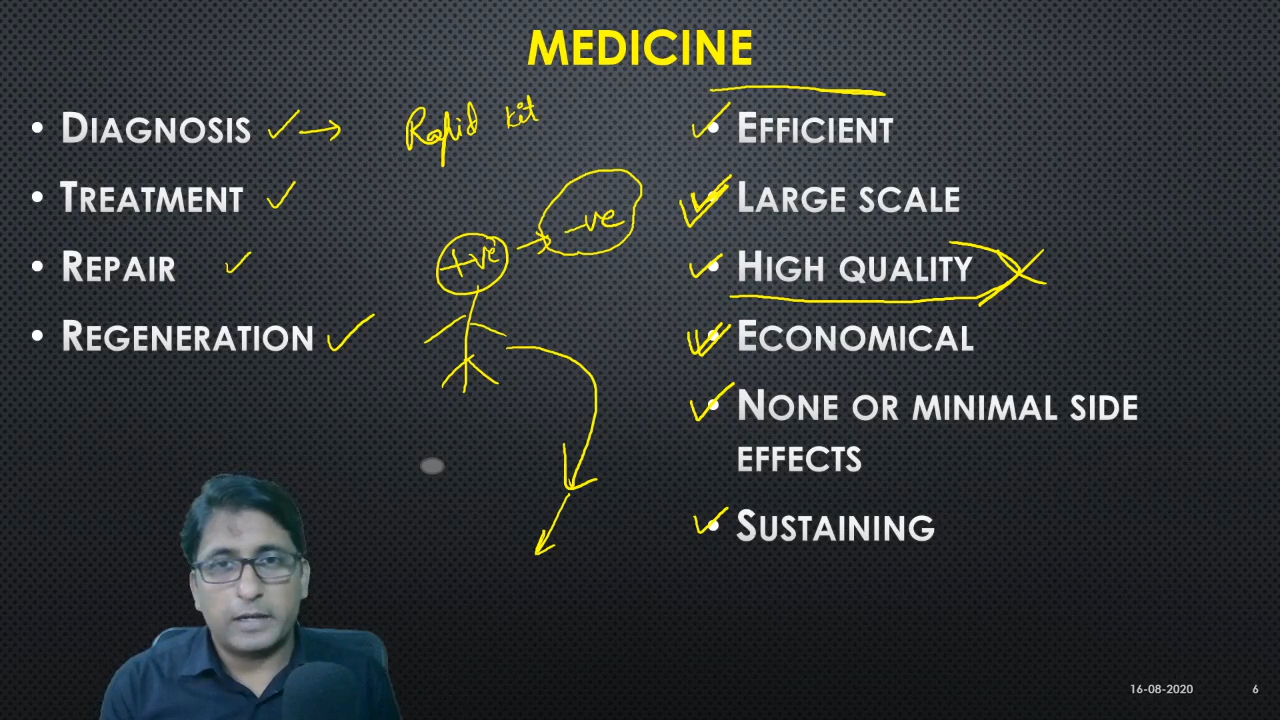 MEDICINE
• DIAGNOSIS
Rapid kit
• TREATMENT
• REPAIR
• REGENERATION
+ve
-ve
• EFFICIENT
• LARGE SCALE
• HIGH QUALITY
• ECONOMICAL
• NONE OR MINIMAL SIDE
EFFECTS
• SUSTAINING
16-08-2020
6